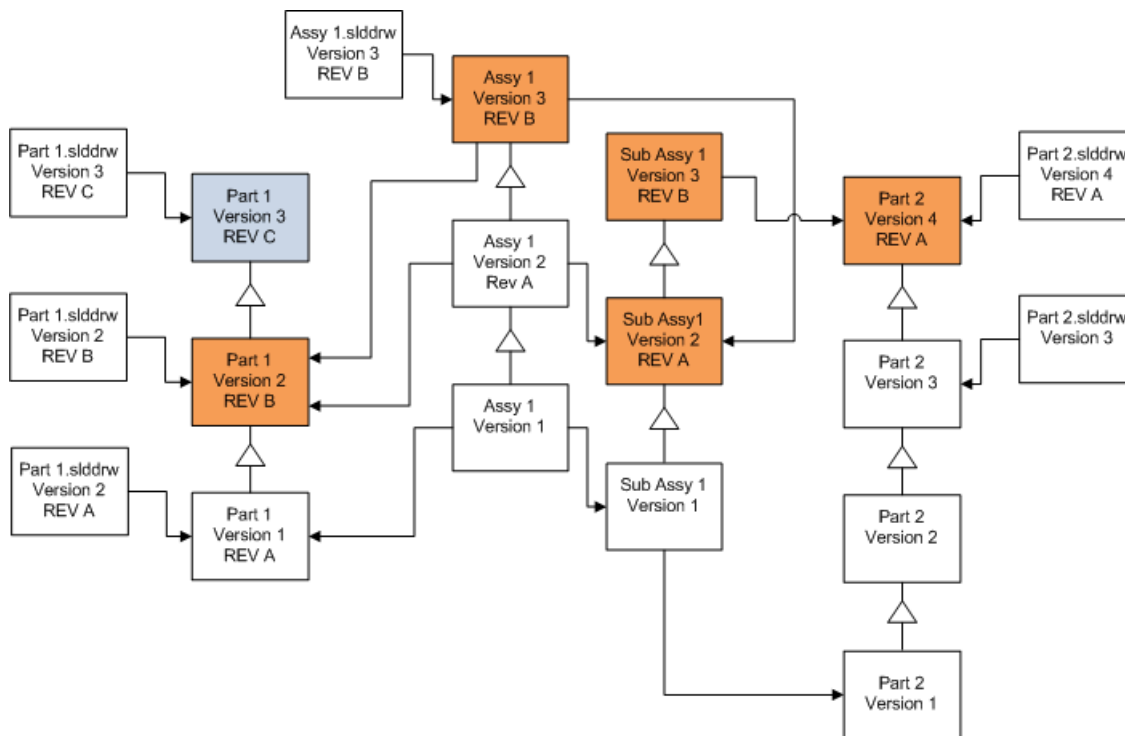 Assy 1.slddrw
Version 3
REV B
Assy 1
Version 3
REV B
Part 1.slddrw
Version 3
REV C
Part 1
Version 3
REV C
Sub Assy 1
Version 3
REV B
Part 2
Version 4
REV A
Part 2.slddrw
Version 4
REV A
Assy 1
Version 2
Rev A
Part 1.slddrw
Version 2
REV B
Part 1
Version 2
REV B
Sub Assy1
Version 2
REV A
Part 2
Version 3
Part 2.slddrw
Version 3
Assy 1
Version 1
Part 1.slddrw
Version 2
REV A
Part 1
Version 1
REV A
Sub Assy 1
Version 1
Part 2
Version 2
Part 2
Version 1